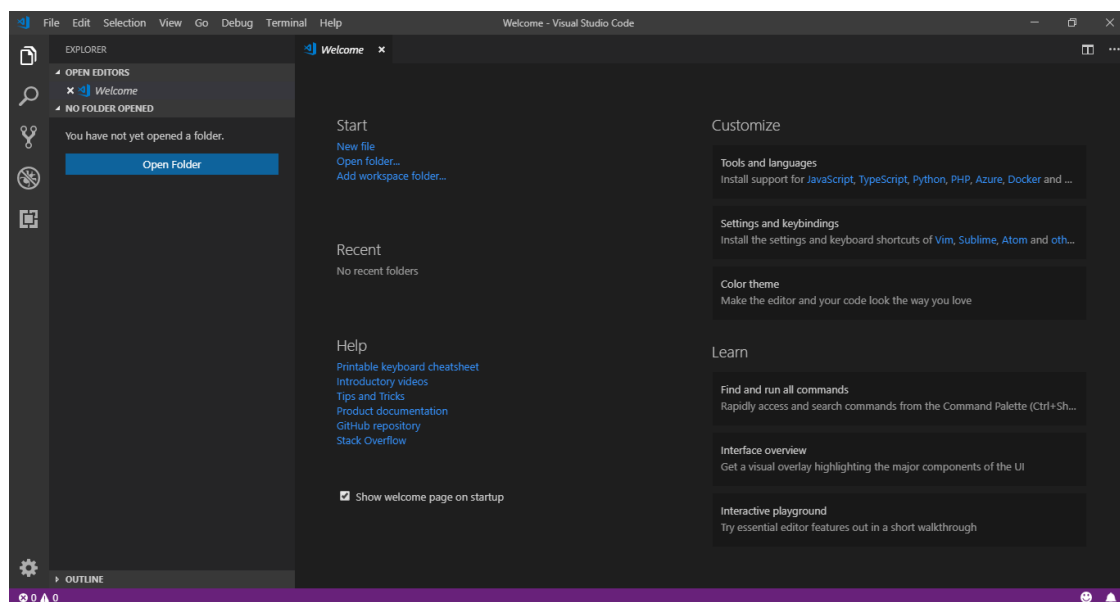 File Edit Selection View Go Debug Terminal Help
Welcome - Visual Studio Code
EXPLORER
OPEN EDITORS
Welcome
NO FOLDER OPENED
You have not yet opened a folder.
Open Folder
OUTLINE
Welcome
Start
New file
Open folder...
Add workspace folder...
Recent
No recent folders
Help
Printable keyboard cheatsheet
Introductory videos
Tips and Tricks
Product documentation
GitHub repository
Stack Overflow
Show welcome page on startup
Customize
Tools and languages
Install support for JavaScript, TypeScript, Python, PHP, Azure, Docker and ...
Settings and keybindings
Install the settings and keyboard shortcuts of Vim, Sublime, Atom and oth...
Color theme
Make the editor and your code look the way you love
Learn
Find and run all commands
Rapidly access and search commands from the Command Palette (Ctrl+Sh...
Interface overview
Get a visual overlay highlighting the major components of the UI
Interactive playground
Try essential editor features out in a short walkthrough
0 0